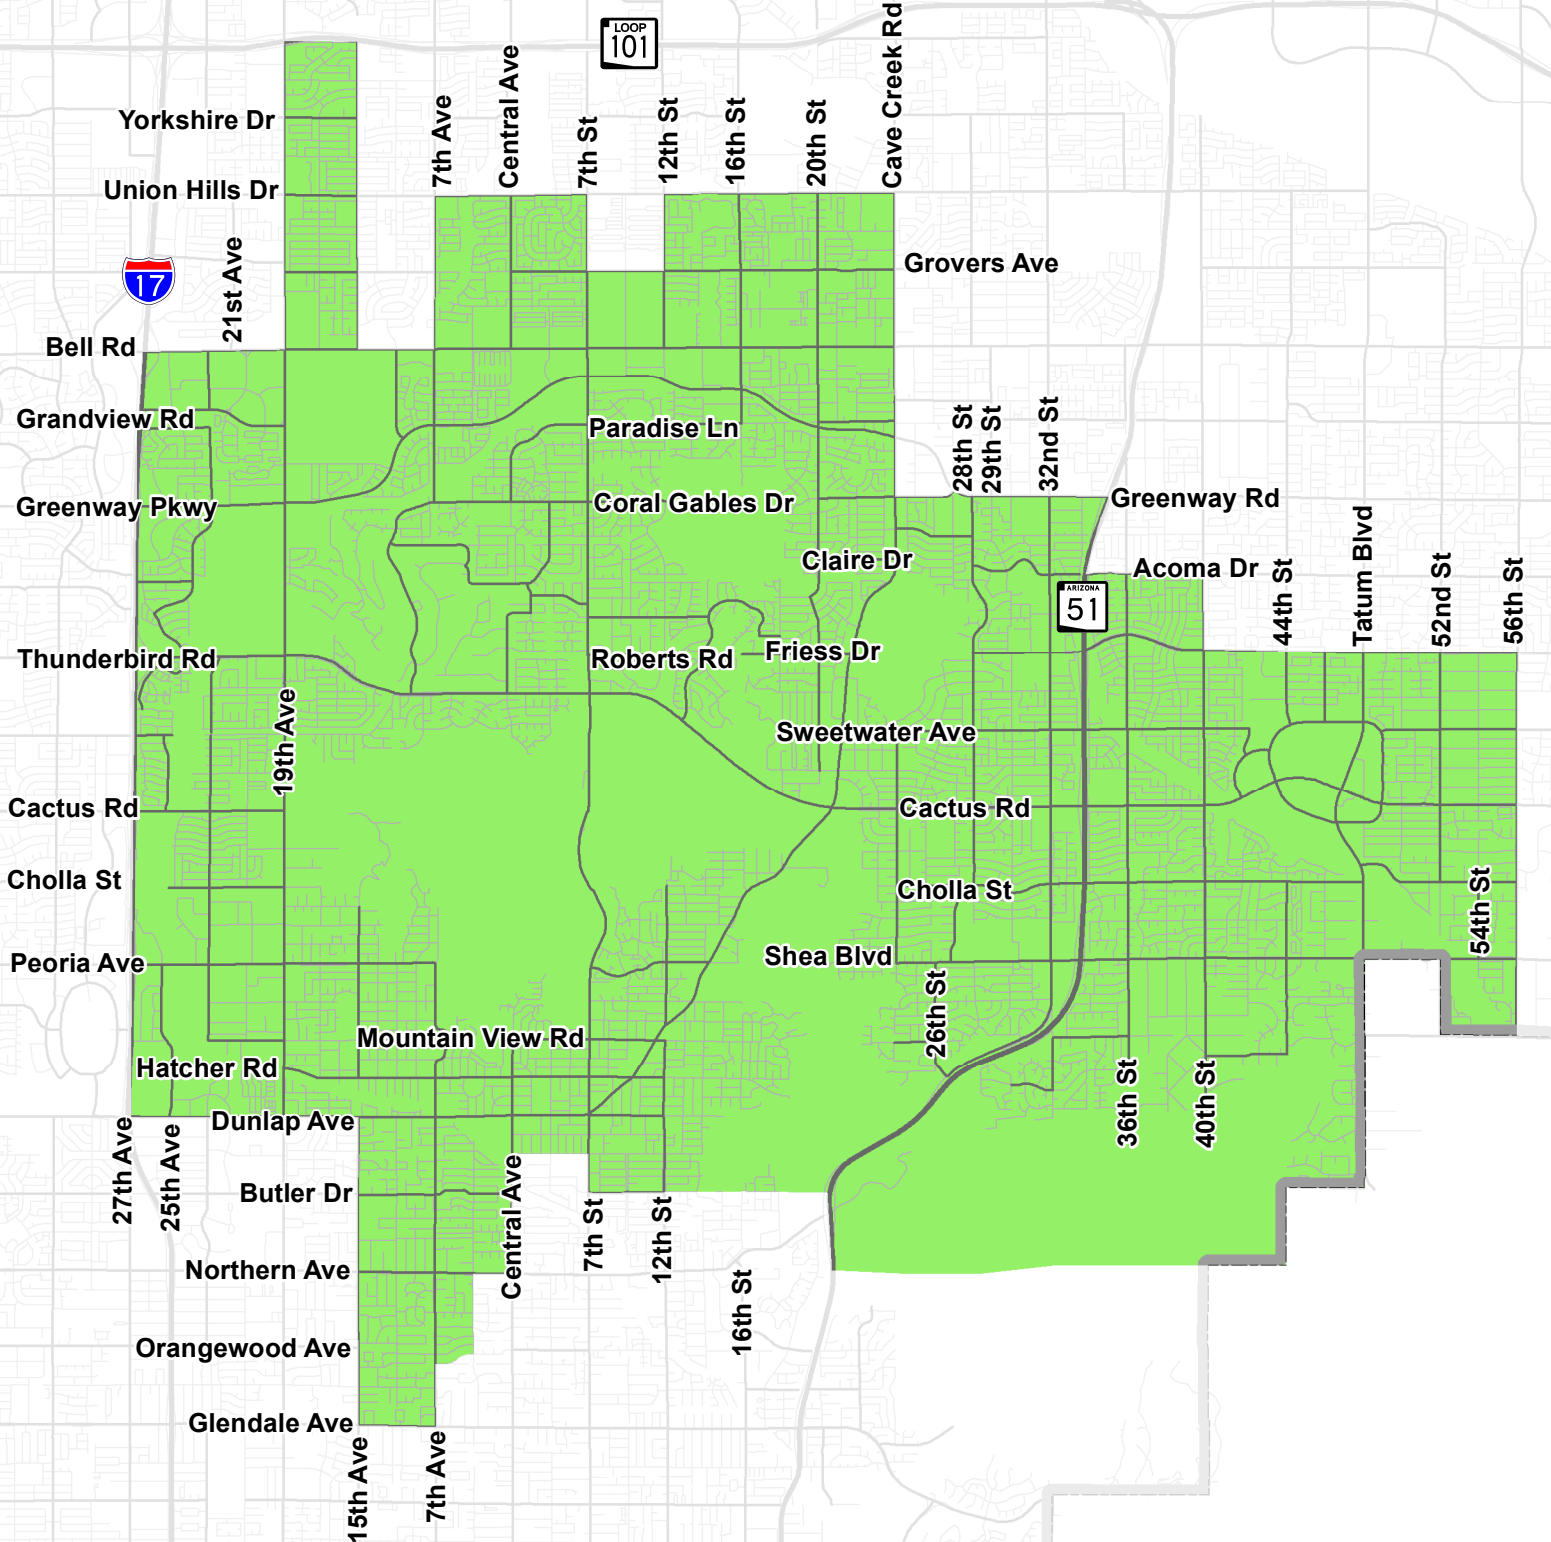 LOOP
101
Cave Creek Rd
Central Ave
Yorkshire Dr
7th Ave
7th St
12th St
16th St
20th St
Union Hills Dr
21st Ave
17
Grovers Ave
Bell Rd
Grandview Rd
Paradise Ln
28th St
29th St
32nd St
Greenway Pkwy
Coral Gables Dr
Greenway Rd
Claire Dr
Acoma Dr
44th St
Tatum Blvd
52nd St
56th St
ARIZONA
51
Thunderbird Rd
Roberts Rd
Friess Dr
19th Ave
Sweetwater Ave
Cactus Rd
Cactus Rd
Cholla St
Cholla St
54th St
Peoria Ave
Shea Blvd
26th St
Mountain View Rd
Hatcher Rd
36th St
40th St
Dunlap Ave
27th Ave
25th Ave
Butler Dr
Central Ave
7th St
12th St
Northern Ave
16th St
Orangewood Ave
Glendale Ave
15th Ave
7th Ave